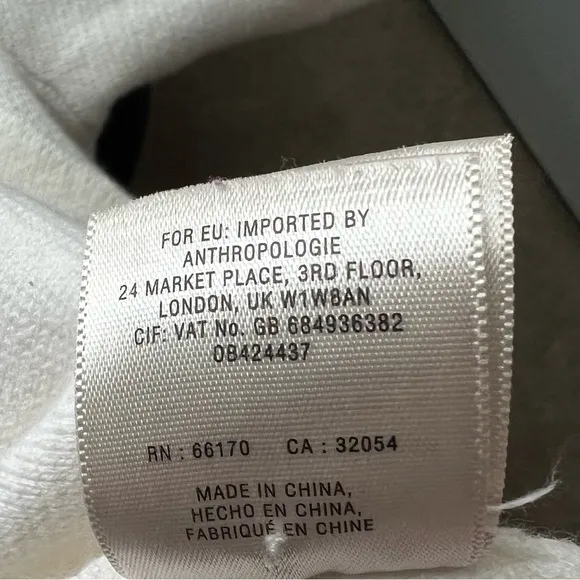 FOR EU: IMPORTED BY
ANTHROPOLOGIE
24 MARKET PLACE, 3RD FLOOR,
LONDON, UK W1W8AN
CIF: VAT No. GB 684936382
0B424437
RN : 66170 CA : 32054
MADE IN CHINA,
HECHO EN CHINA,
FABRIQUÉ EN CHINE